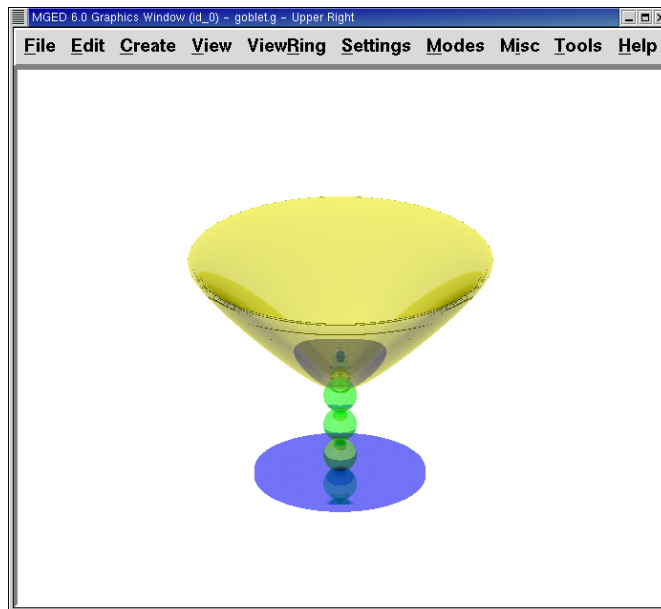 MGED 6.0 Graphics Window (id_0) - goblet.g - Upper Right
File Edit Create View ViewRing Settings Modes Misc Tools Help